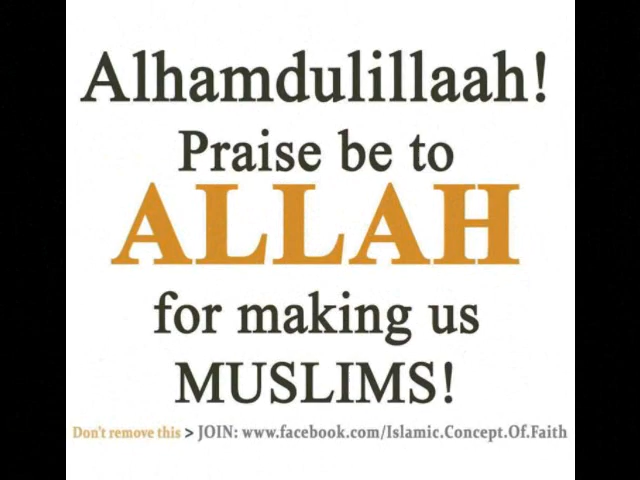 Alhamdulillaah!
Praise be to
ALLAH
for making us
MUSLIMS!
Don't remove this > JOIN: www.facebook.com/Islamic.Concept.Of.Faith